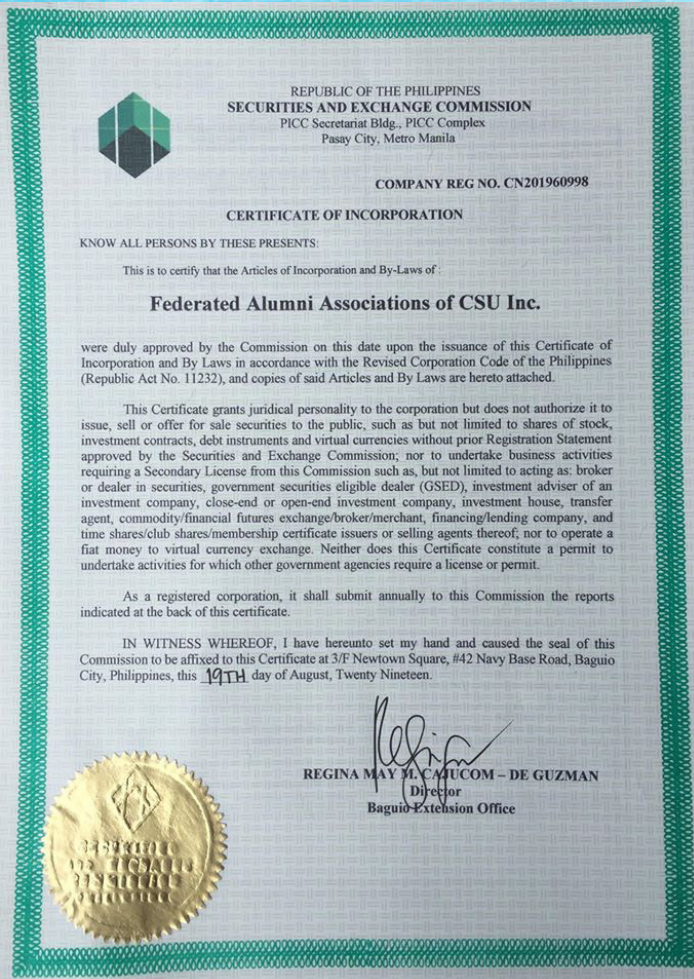 REPUBLIC OF THE PHILIPPINES
SECURITIES AND EXCHANGE COMMISSION
PICC Secretariat Bldg., PICC Complex
Pasay City, Metro Manila
COMPANY REG NO. CN201960998
CERTIFICATE OF INCORPORATION
KNOW ALL PERSONS BY THESE PRESENTS:
This is to certify that the Articles of Incorporation and By-Laws of :
Federated Alumni Associations of CSU Inc.
were duly approved by the Commission on this date upon the issuance of this Certificate of
Incorporation and By Laws in accordance with the Revised Corporation Code of the Philippines
(Republic Act No. 11232), and copies of said Articles and By Laws are hereto attached.
This Certificate grants juridical personality to the corporation but does not authorize it to
issue, sell or offer for sale securities to the public, such as but not limited to shares of stock,
investment contracts, debt instruments and virtual currencies without prior Registration Statement
approved by the Securities and Exchange Commission; nor to undertake business activities
requiring a Secondary License from this Commission such as, but not limited to acting as: broker
or dealer in securities, government securities eligible dealer (GSED), investment adviser of an
investment company, close-end or open-end investment company, investment house, transfer
agent, commodity/financial futures exchange/broker/merchant, financing/lending company, and
time shares/club shares/membership certificate issuers or selling agents thereof; nor to operate a
fiat money to virtual currency exchange. Neither does this Certificate constitute a permit to
undertake activities for which other government agencies require a license or permit.
As a registered corporation, it shall submit annually to this Commission the reports
indicated at the back of this certificate.
IN WITNESS WHEREOF, I have hereunto set my hand and caused the seal of this
Commission to be affixed to this Certificate at 3/F Newtown Square, #42 Navy Base Road, Baguio
City, Philippines, this 19TH day of August, Twenty Nineteen.
REGINA MAY M. CAJUCOM – DE GUZMAN
Director
Baguio Extension Office